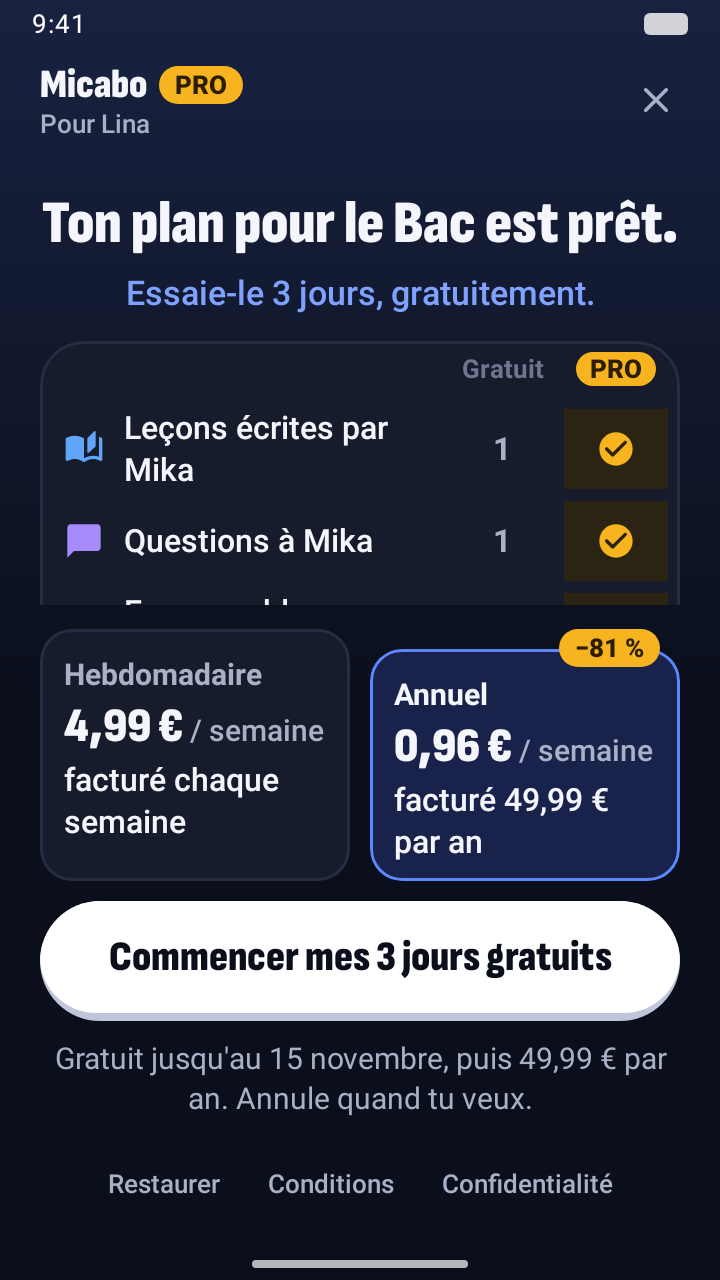 9:41
Micabo PRO
Pour Lina
Ton plan pour le Bac est prêt.
Essaie-le 3 jours, gratuitement.
Gratuit PRO
Leçons écrites par
Mika
1
Questions à Mika
1
Hebdomadaire
4,99 € / semaine
facturé chaque
semaine
−81 %
Annuel
0,96 € / semaine
facturé 49,99 €
par an
Commencer mes 3 jours gratuits
Gratuit jusqu'au 15 novembre, puis 49,99 € par
an. Annule quand tu veux.
Restaurer Conditions Confidentialité